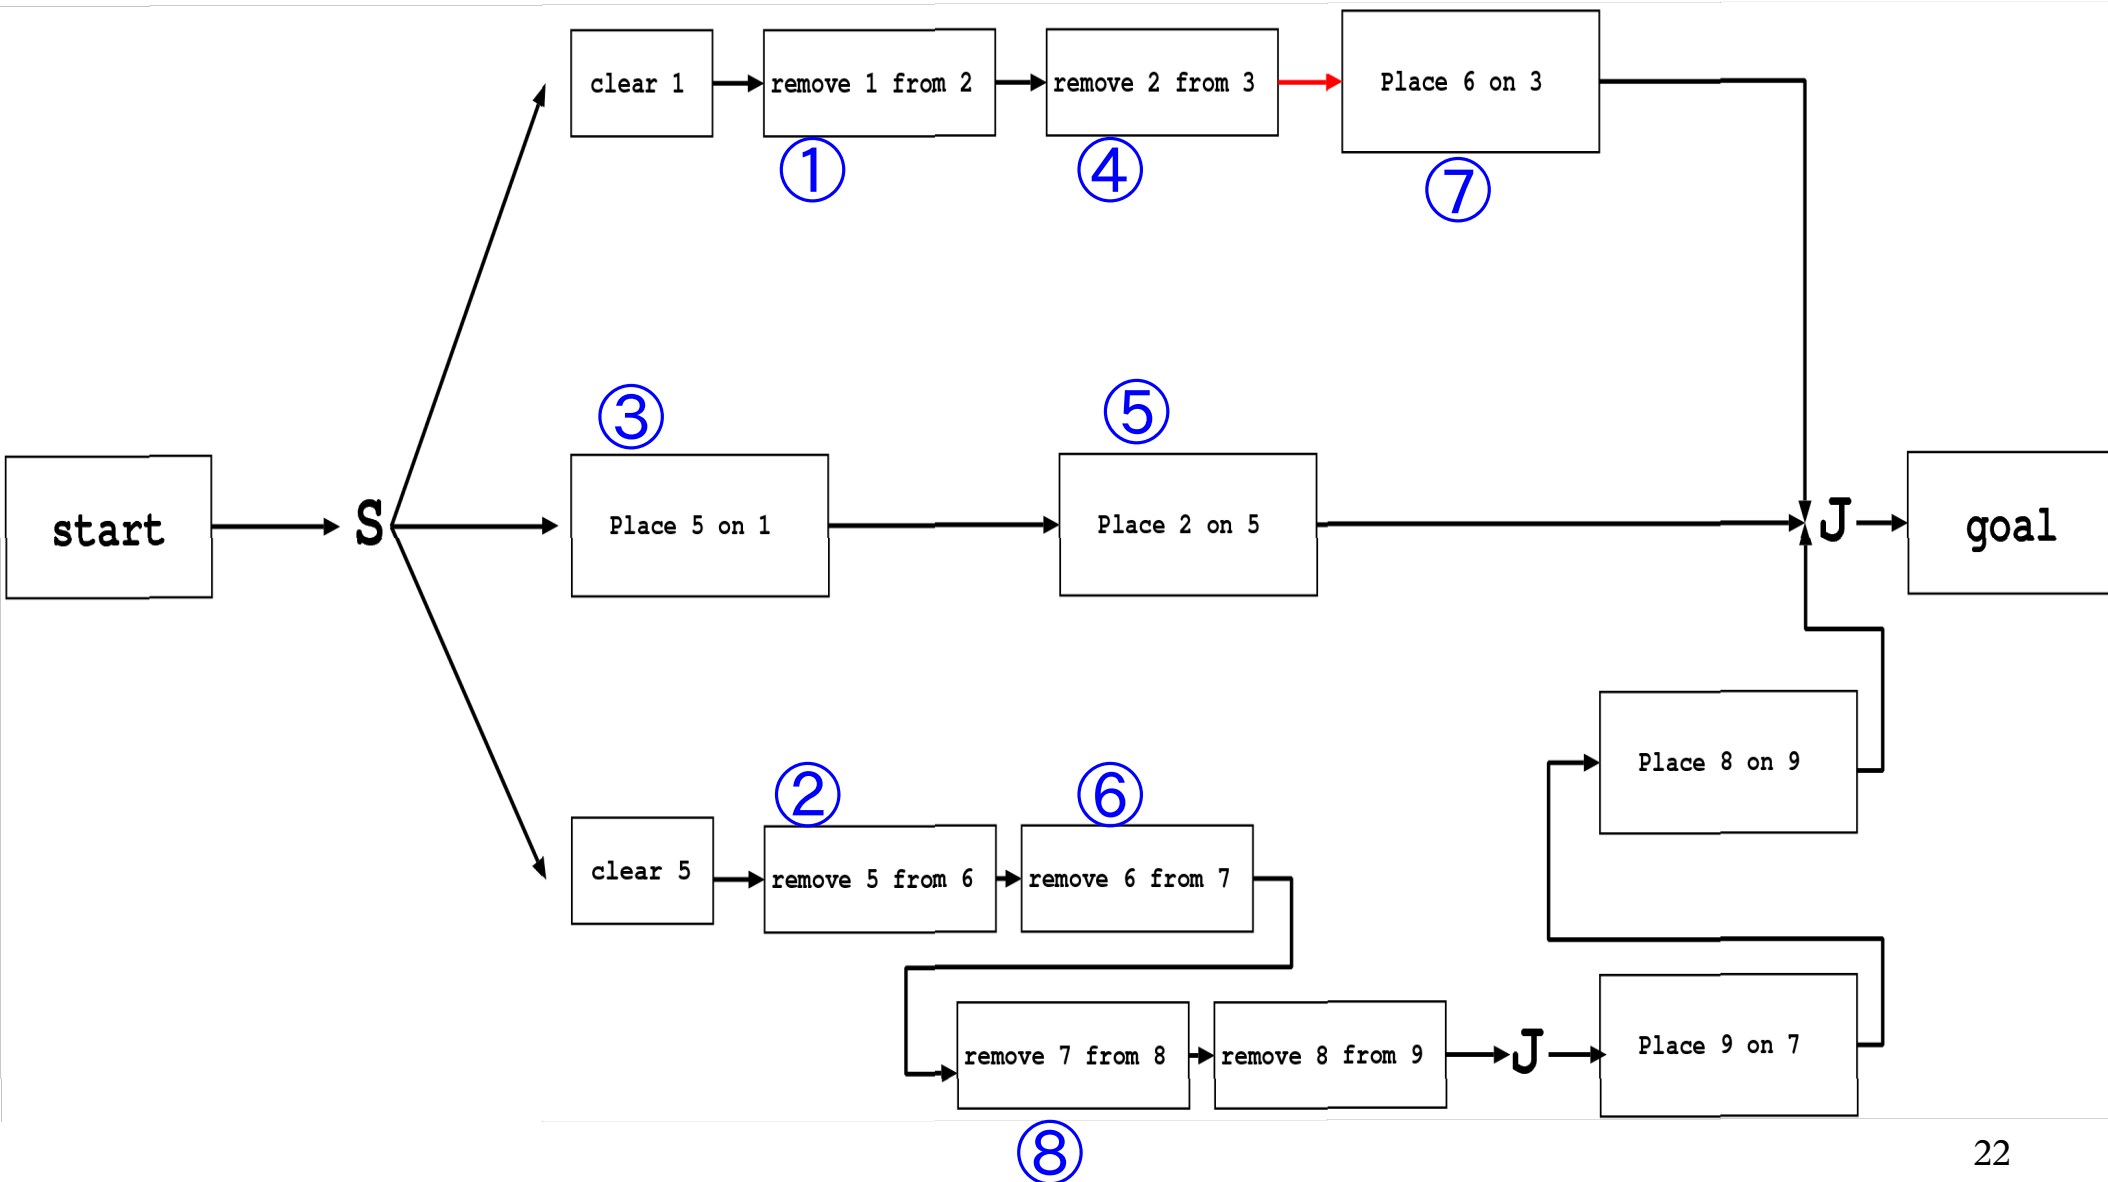 clear 1
remove 1 from 2
remove 2 from 3
Place 6 on 3
①
④
⑦
③
⑤
start
S
Place 5 on 1
Place 2 on 5
J
goal
②
⑥
clear 5
remove 5 from 6
remove 6 from 7
Place 8 on 9
remove 7 from 8
remove 8 from 9
J
Place 9 on 7
⑧
22